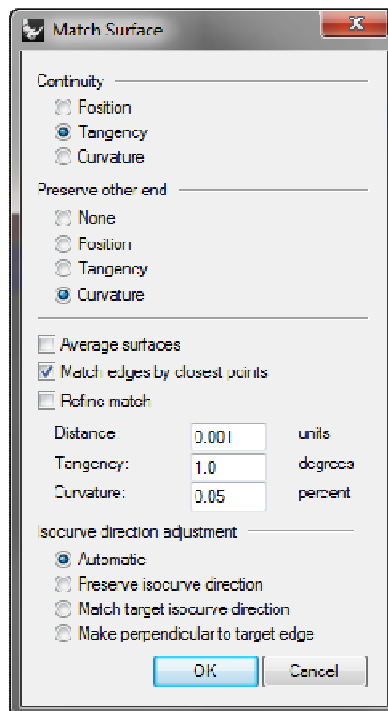 Match Surface
Continuity
Position
Tangency
Curvature
Preserve other end
None
Position
Tangency
Curvature
Average surfaces
Match edges by closest points
Refine match
Distance: 0.001 units
Tangency: 1.0 degrees
Curvature: 0.05 percent
Isocurve direction adjustment
Automatic
Preserve isocurve direction
Match target isocurve direction
Make perpendicular to target edge
OK Cancel